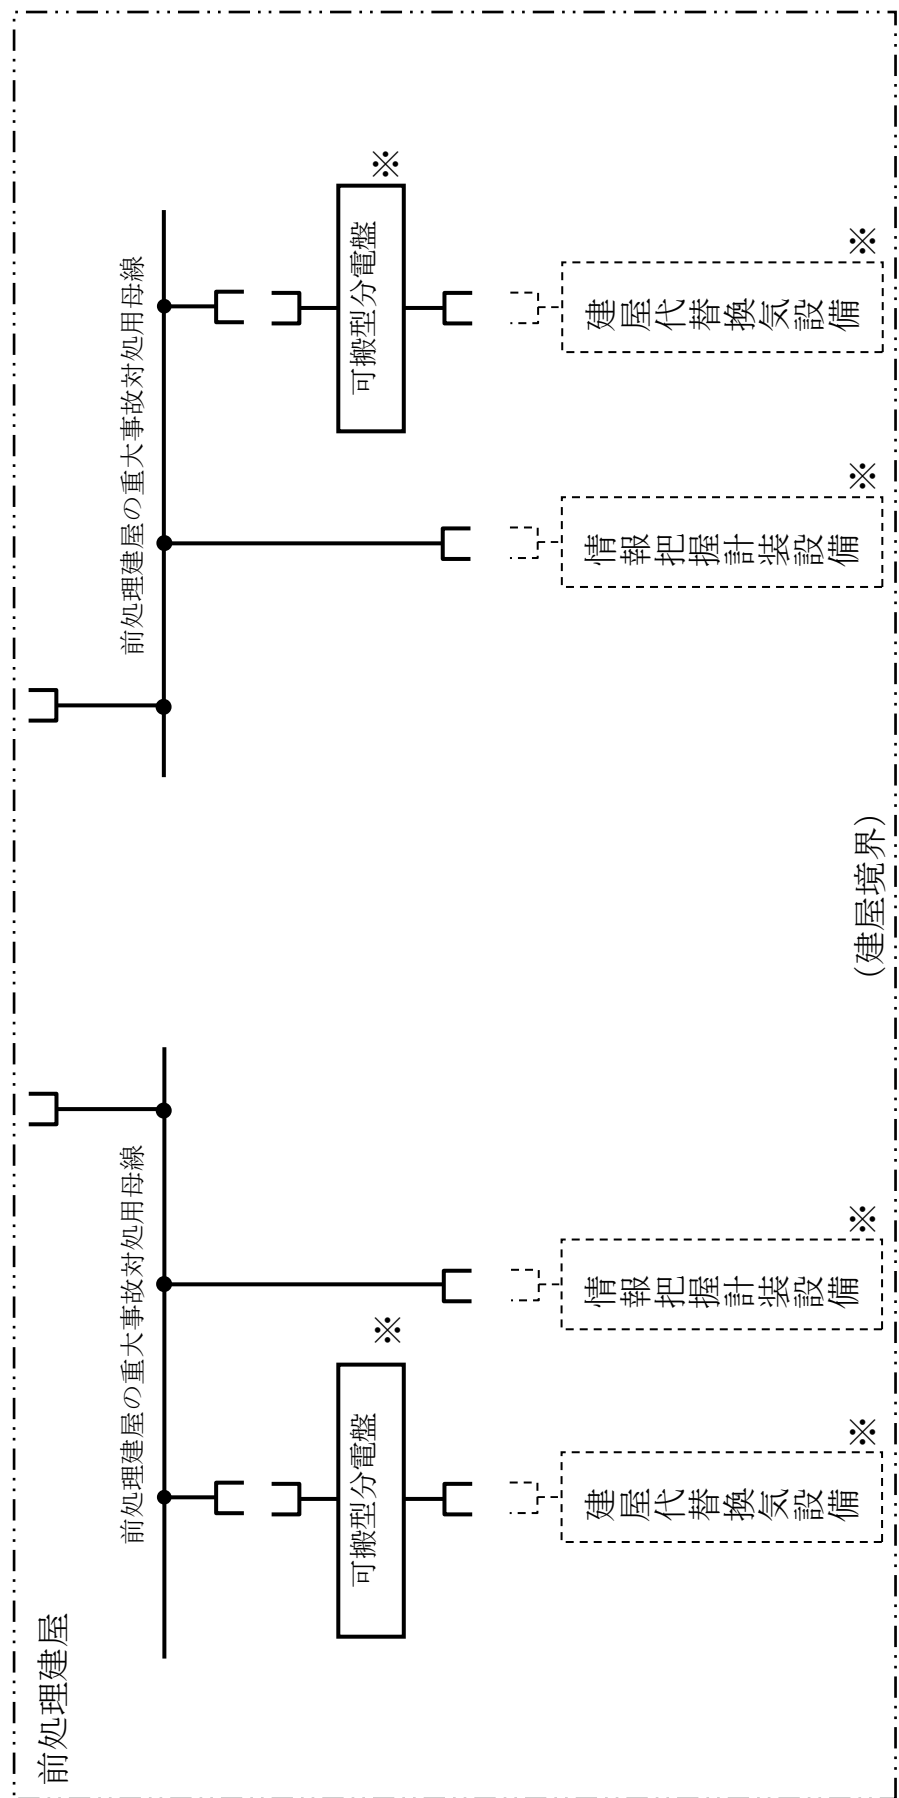 前処理建屋
前処理建屋の重大事故対処用母線
前処理建屋の重大事故対処用母線
可搬型分電盤
※
可搬型分電盤
※
建屋代替換気設備
※
情報把握計装設備
※
情報把握計装設備
※
建屋代替換気設備
※
(建屋境界)